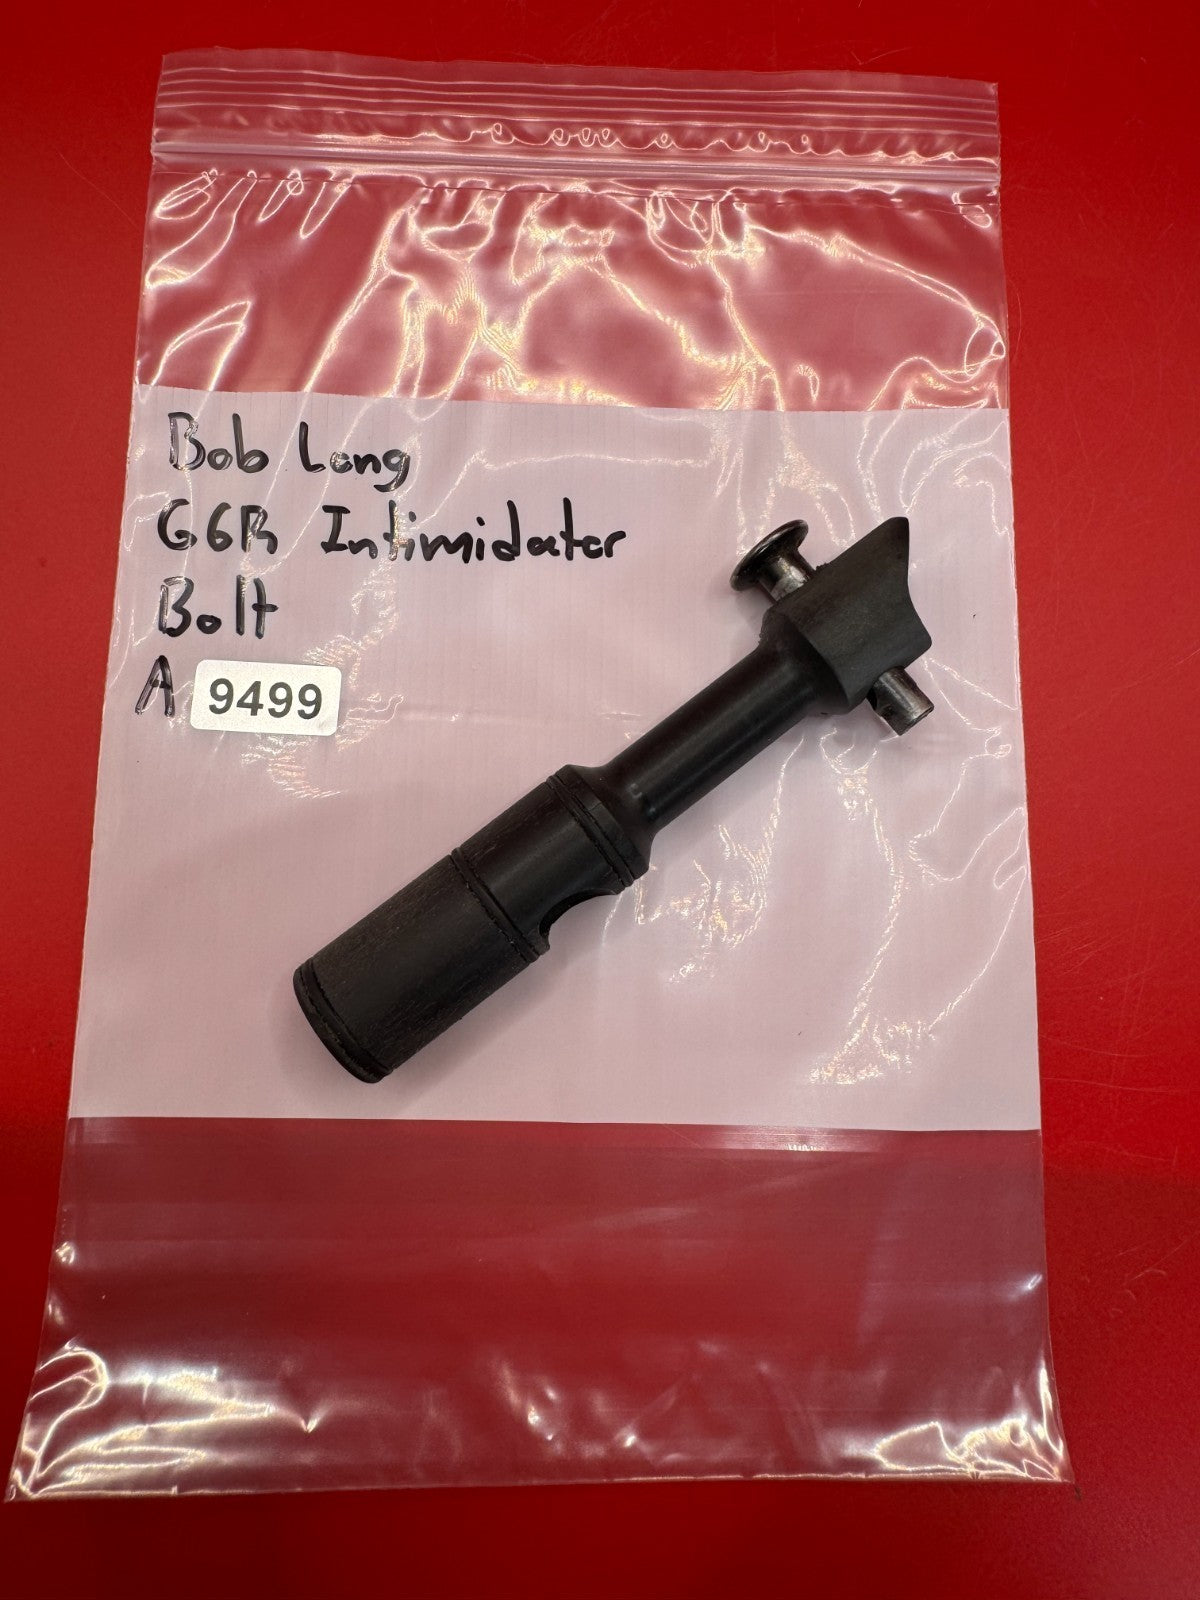 Bob Long
G6R Intimidator
Bolt
A 9499